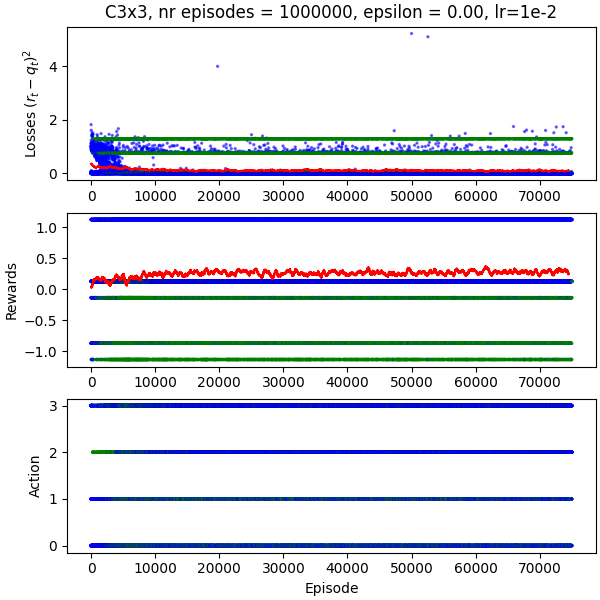 C3x3, nr episodes = 1000000, epsilon = 0.00, lr=1e-2
Losses (r_t − q_t)^2
4
2
0
0 10000 20000 30000 40000 50000 60000 70000
Rewards
1.0
0.5
0.0
−0.5
−1.0
0 10000 20000 30000 40000 50000 60000 70000
Action
3
2
1
0
0 10000 20000 30000 40000 50000 60000 70000
Episode